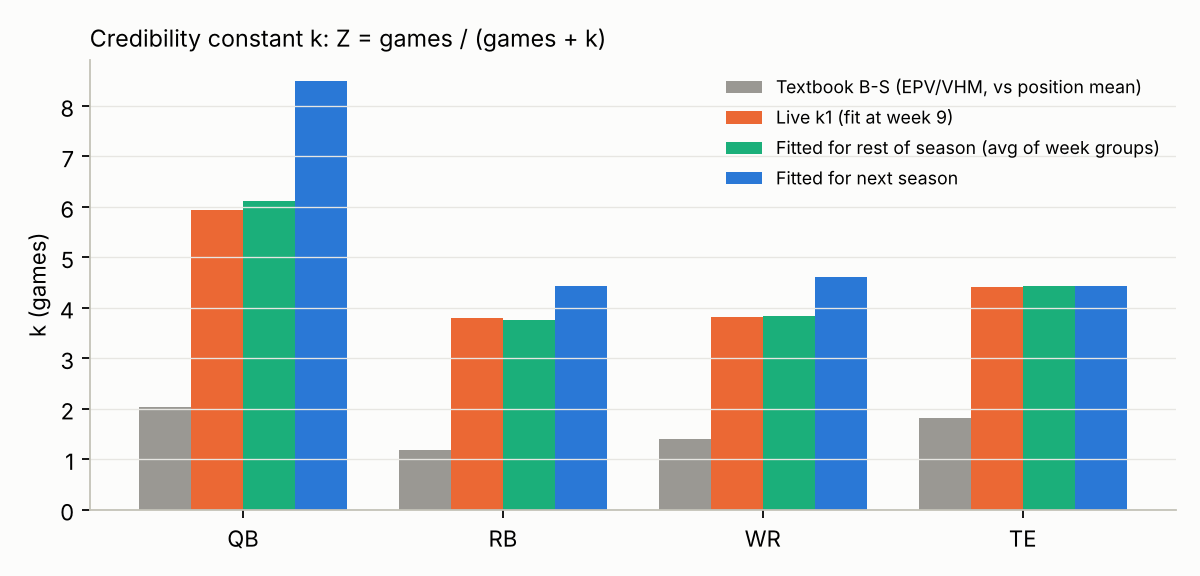 Credibility constant k: Z = games / (games + k)
Textbook B-S (EPV/VHM, vs position mean)
Live k1 (fit at week 9)
Fitted for rest of season (avg of week groups)
Fitted for next season
k (games)
8
7
6
5
4
3
2
1
0
QB RB WR TE